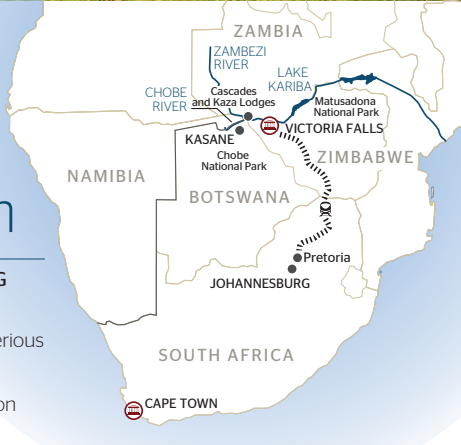 ZAMBIA
ZAMBEZI
RIVER
LAKE
KARIBA
CHOBE
RIVER
Cascades
and Kaza Lodges
Matusadona
National Park
VICTORIA FALLS
KASANE
Chobe
National Park
ZIMBABWE
NAMIBIA
BOTSWANA
Pretoria
JOHANNESBURG
SOUTH AFRICA
CAPE TOWN